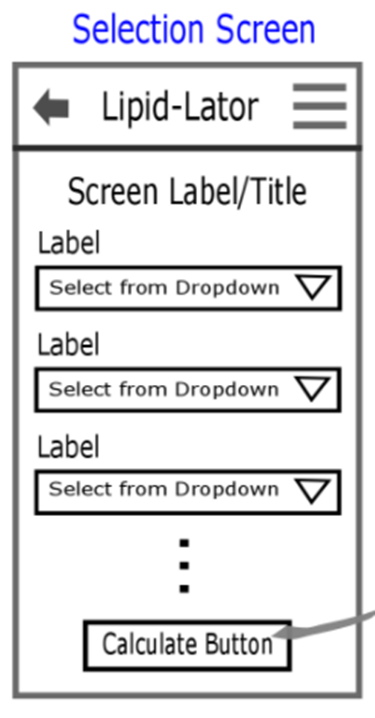 Selection Screen
Lipid-Lator
Screen Label/Title
Label
Select from Dropdown
Label
Select from Dropdown
Label
Select from Dropdown
Calculate Button